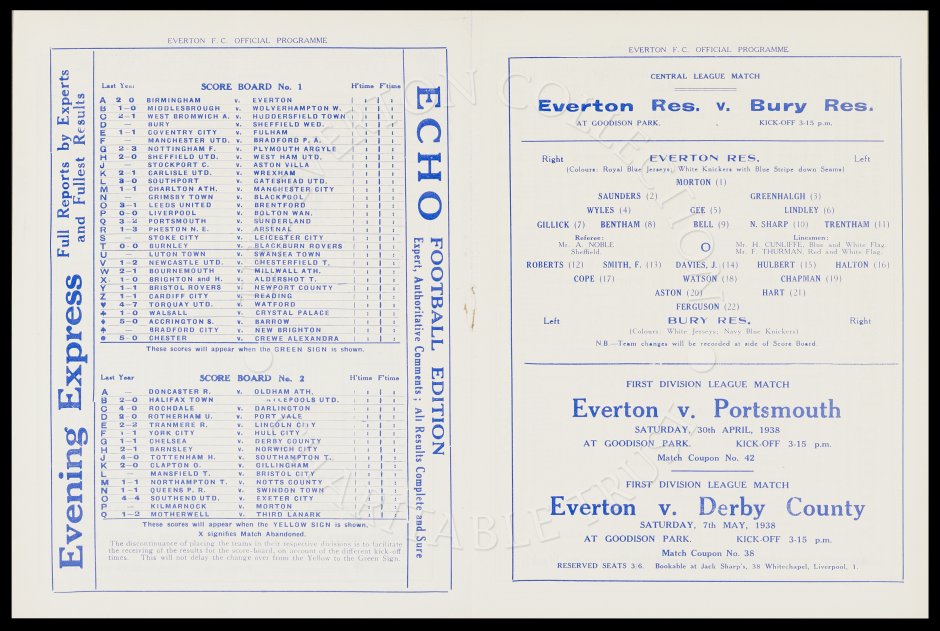 EVERTON F.C. OFFICIAL PROGRAMME
Evening Express Full Reports by Experts and Fullest Results
Last Year SCORE BOARD No. 1 H'time F'time
A 2-0 BIRMINGHAM v. EVERTON
B 1-0 MIDDLESBROUGH v. WOLVERHAMPTON W.
C 2-1 WEST BROMWICH A. v. HUDDERSFIELD TOWN
D — BURY v. SHEFFIELD WED.
E 1-1 COVENTRY CITY v. FULHAM
F — MANCHESTER UTD. v. BRADFORD P. A.
G 2-3 NOTTINGHAM F. v. PLYMOUTH ARGYLE
H 2-0 SHEFFIELD UTD. v. WEST HAM UTD.
J — STOCKPORT C. v. ASTON VILLA
K 2-1 CARLISLE UTD. v. WREXHAM
L 3-0 SOUTHPORT v. GATESHEAD UTD.
M 1-1 CHARLTON ATH. v. MANCHESTER CITY
N — GRIMSBY TOWN v. BLACKPOOL
O 3-1 LEEDS UNITED v. BRENTFORD
P 0-0 LIVERPOOL v. BOLTON WAN.
Q 3-2 PORTSMOUTH v. SUNDERLAND
R 1-3 PRESTON N. E. v. ARSENAL
S — STOKE CITY v. LEICESTER CITY
T 0-0 BURNLEY v. BLACKBURN ROVERS
U — LUTON TOWN v. SWANSEA TOWN
V 1-2 NEWCASTLE UTD. v. CHESTERFIELD T.
W 2-1 BOURNEMOUTH v. MILLWALL ATH.
X 1-0 BRIGHTON and H. v. ALDERSHOT T.
Y 1-1 BRISTOL ROVERS v. NEWPORT COUNTY
Z 1-1 CARDIFF CITY v. READING
♥ 4-7 TORQUAY UTD. v. WATFORD
♣ 1-0 WALSALL v. CRYSTAL PALACE
♦ 5-0 ACCRINGTON S. v. BARROW
♠ — BRADFORD CITY v. NEW BRIGHTON
● 5-0 CHESTER v. CREWE ALEXANDRA
These scores will appear when the GREEN SIGN is shown.
Last Year SCORE BOARD No. 2 H'time F'time
A DONCASTER R. v. OLDHAM ATH.
B 2-0 HALIFAX TOWN v.
C 4-0 ROCHDALE v. DARLINGTON
D 2-0 ROTHERHAM U. v. PORT VALE
E 2-2 TRANMERE R. v. LINCOLN CITY
F 1-1 YORK CITY v. HULL CITY
G 1-1 CHELSEA v. DERBY COUNTY
H 2-1 BARNSLEY v. NORWICH CITY
J 4-0 TOTTENHAM H. v. SOUTHAMPTON T.
K 2-0 CLAPTON O. v. GILLINGHAM
L — MANSFIELD T. v. BRISTOL CITY
M 1-1 NORTHAMPTON T. v. NOTTS COUNTY
N 1-1 QUEENS P. R. v. SWINDON TOWN
O 4-4 SOUTHEND UTD. v. EXETER CITY
P — KILMARNOCK v. MORTON
Q 1-2 MOTHERWELL v. THIRD LANARK
These scores will appear when the YELLOW SIGN is shown.
X signifies Match Abandoned.
The discontinuance of placing the teams in their respective divisions is to facilitate
the receiving of the results for the score-board, on account of the different kick-off
times. This will not delay the change over from the Yellow to the Green Sign.
ECHO FOOTBALL EDITION
Expert, Authoritative Comments; All Results Complete and Sure
EVERTON F.C. OFFICIAL PROGRAMME
CENTRAL LEAGUE MATCH
Everton Res. v. Bury Res.
AT GOODISON PARK. KICK-OFF 3-15 p.m.
Right EVERTON RES. Left
(Colours: Royal Blue Jerseys; White Knickers with Blue Stripe down Seams)
MORTON (1)
SAUNDERS (2) GREENHALGH (3)
WYLES (4) GEE (5) LINDLEY (6)
GILLICK (7) BENTHAM (8) BELL (9) N. SHARP (10) TRENTHAM (11)
Referee: Linesmen:
Mr. A. NOBLE Mr. H. CUNLIFFE, Blue and White Flag.
Sheffield. O Mr. F. THURMAN, Red and White Flag.
ROBERTS (12) SMITH, F. (13) DAVIES, J. (14) HULBERT (15) HALTON (16)
COPE (17) WATSON (18) CHAPMAN (19)
ASTON (20) HART (21)
FERGUSON (22)
Left BURY RES. Right
(Colours: White Jerseys; Navy Blue Knickers)
N.B.—Team changes will be recorded at side of Score Board.
FIRST DIVISION LEAGUE MATCH
Everton v. Portsmouth
SATURDAY, 30th APRIL, 1938
AT GOODISON PARK. KICK-OFF 3-15 p.m.
Match Coupon No. 42
FIRST DIVISION LEAGUE MATCH
Everton v. Derby County
SATURDAY, 7th MAY, 1938
AT GOODISON PARK. KICK-OFF 3-15 p.m.
Match Coupon No. 38
RESERVED SEATS 3/6. Bookable at Jack Sharp's, 38 Whitechapel, Liverpool, 1.